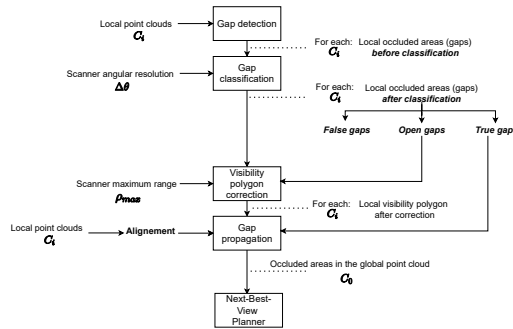 Local point clouds
C_i
Gap detection
For each: Local occluded areas (gaps)
C_i before classification
Scanner angular resolution
Δθ
Gap
classification
For each: Local occluded areas (gaps)
C_i after classification
False gaps Open gaps True gap
Scanner maximum range
ρ_max
Visibility
polygon
correction
For each: Local visibility polygon
C_i after correction
Local point clouds
C_i
Alignement
Gap
propagation
Occluded areas in the global point cloud
C_0
Next-Best-
View
Planner